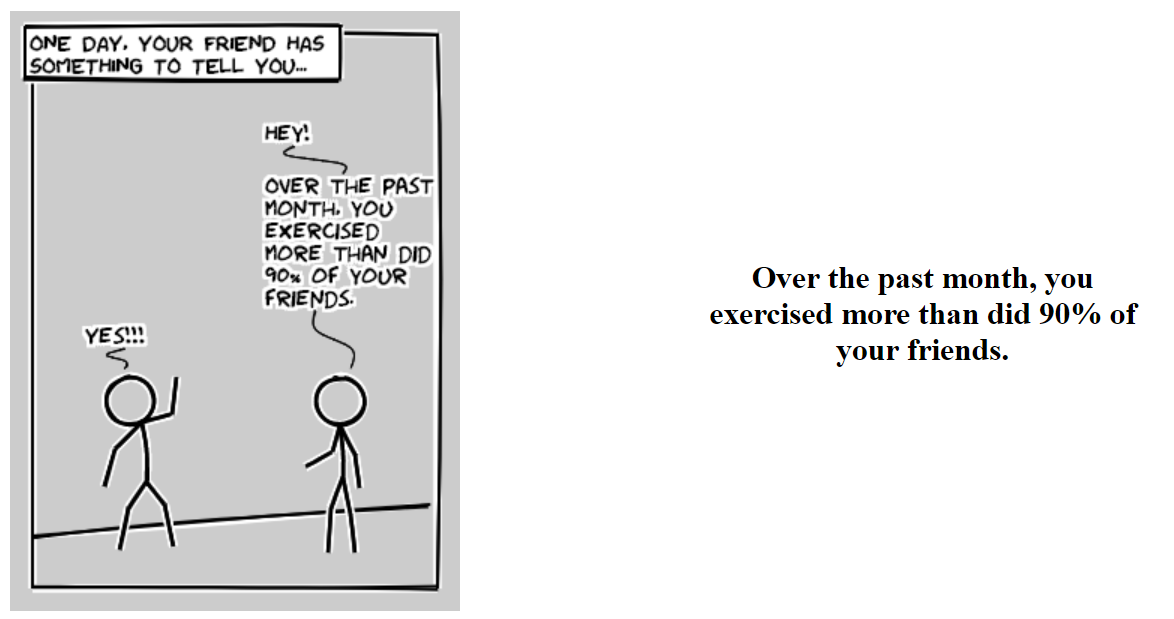 ONE DAY, YOUR FRIEND HAS
SOMETHING TO TELL YOU...
HEY!
OVER THE PAST
MONTH, YOU
EXERCISED
MORE THAN DID
90% OF YOUR
FRIENDS.
YES!!!
Over the past month, you
exercised more than did 90% of
your friends.